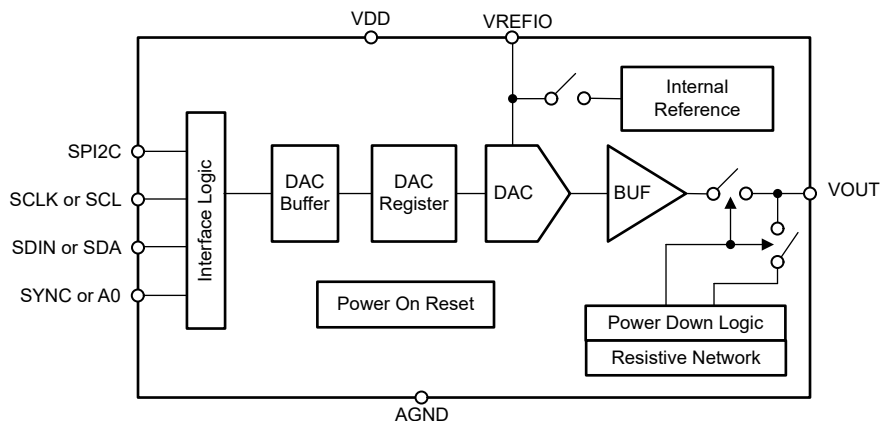 VDD
VREFIO
Internal
Reference
SPI2C
SCLK or SCL
SDIN or SDA
SYNC or A0
Interface Logic
DAC
Buffer
DAC
Register
DAC
BUF
VOUT
Power On Reset
Power Down Logic
Resistive Network
AGND